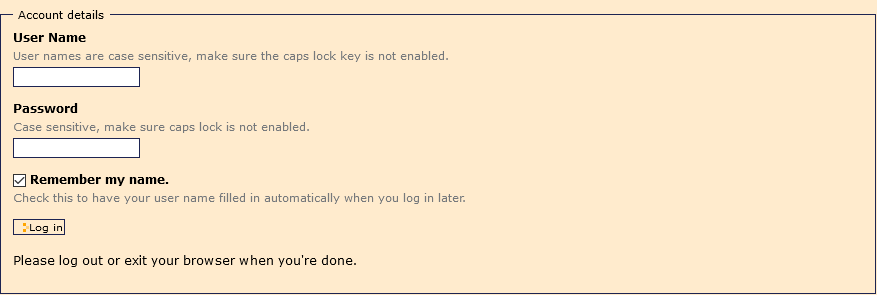 Account details
User Name
User names are case sensitive, make sure the caps lock key is not enabled.
Password
Case sensitive, make sure caps lock is not enabled.
Remember my name.
Check this to have your user name filled in automatically when you log in later.
Log in
Please log out or exit your browser when you're done.